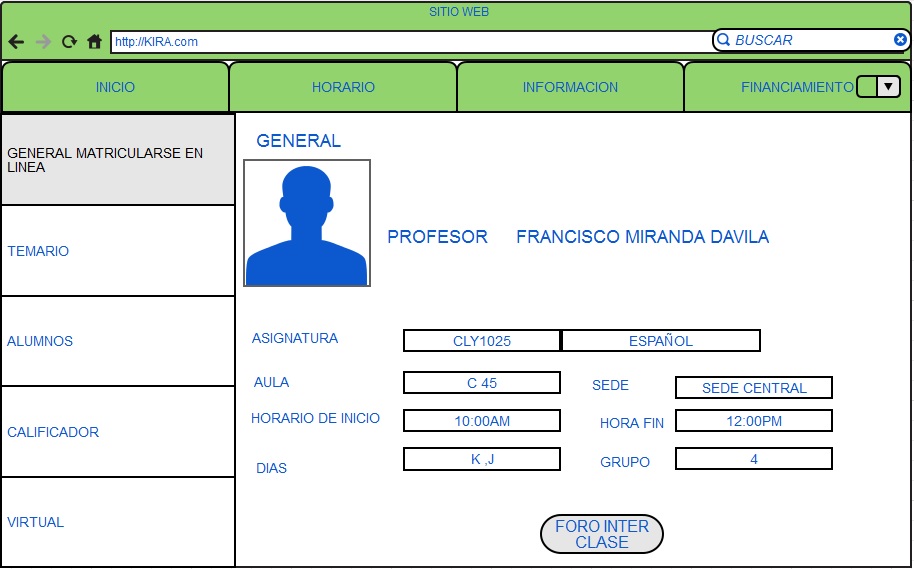 SITIO WEB
http://KIRA.com
BUSCAR
INICIO
HORARIO
INFORMACION
FINANCIAMIENTO
GENERAL MATRICULARSE EN
LINEA
TEMARIO
ALUMNOS
CALIFICADOR
VIRTUAL
GENERAL
PROFESOR FRANCISCO MIRANDA DAVILA
ASIGNATURA CLY1025 ESPAÑOL
AULA C 45 SEDE SEDE CENTRAL
HORARIO DE INICIO 10:00AM HORA FIN 12:00PM
DIAS K ,J GRUPO 4
FORO INTER
CLASE